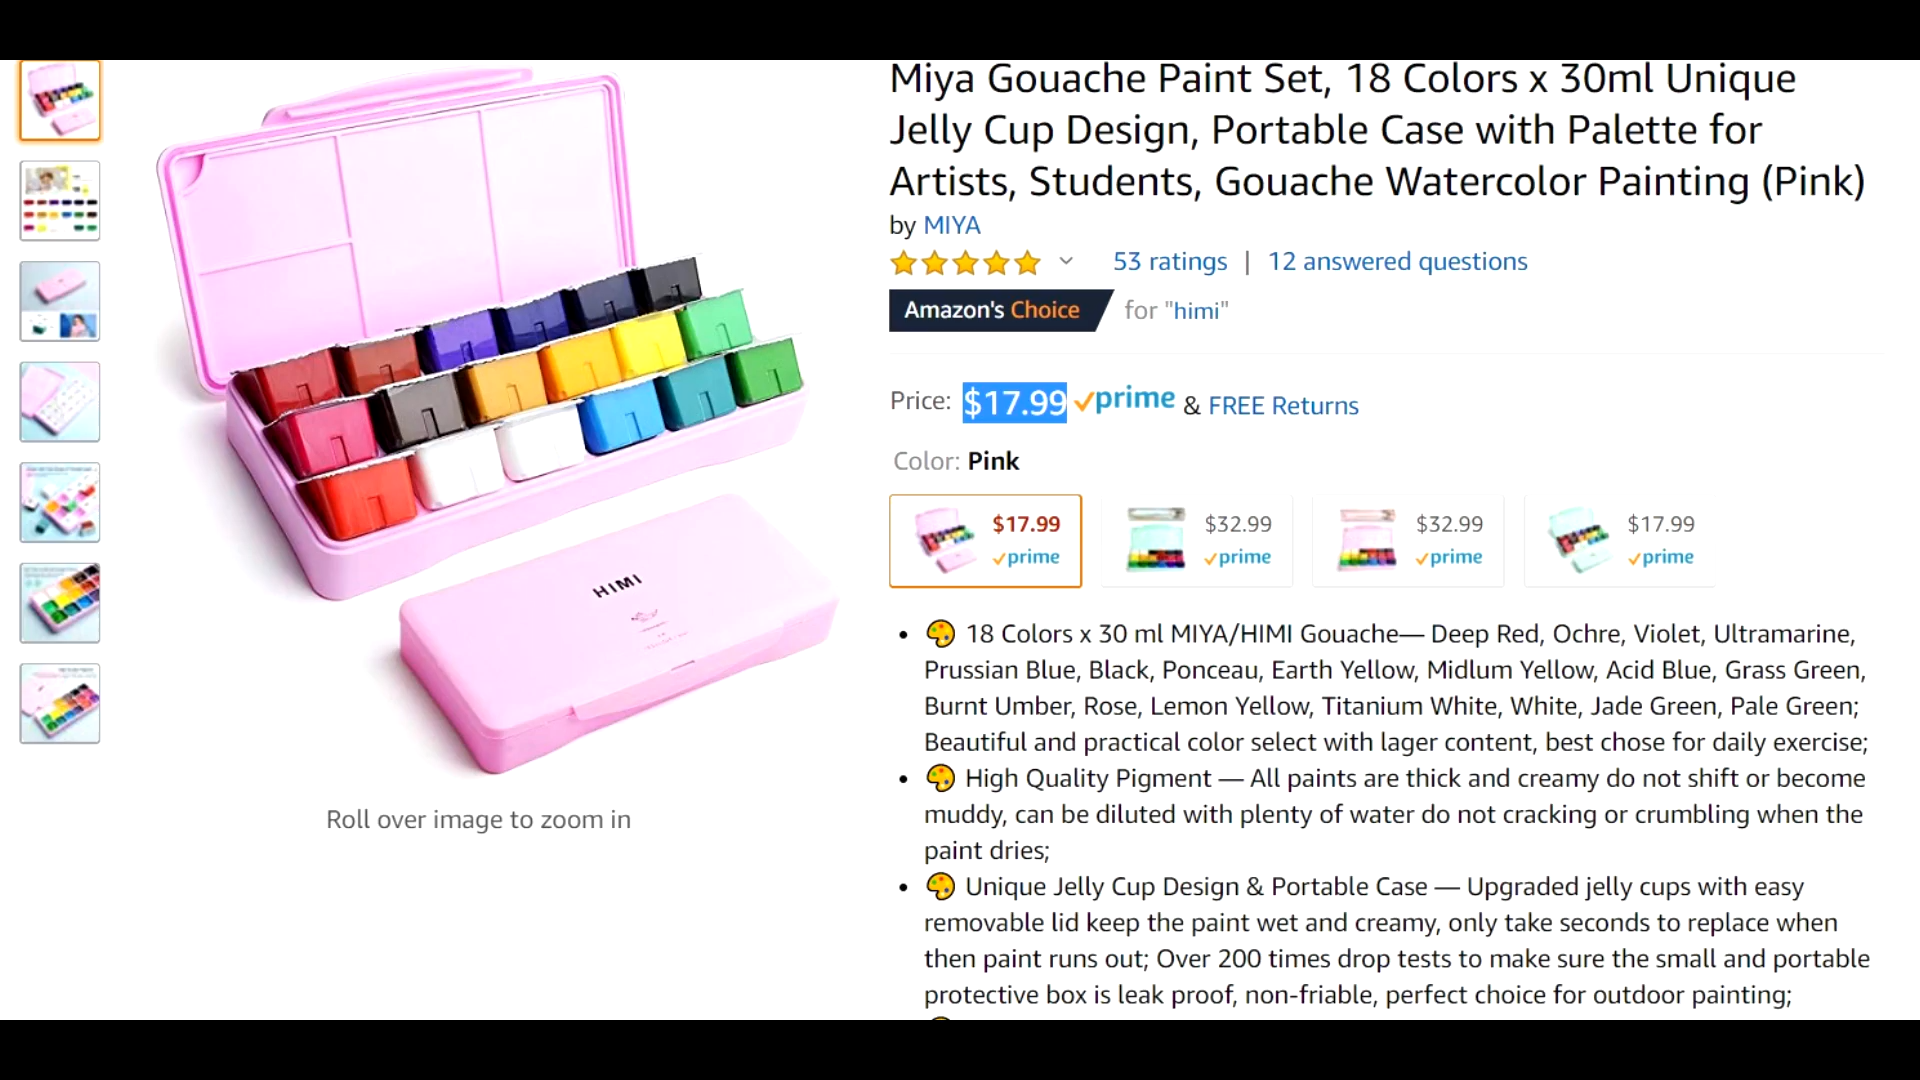 Miya Gouache Paint Set, 18 Colors x 30ml Unique
Jelly Cup Design, Portable Case with Palette for
Artists, Students, Gouache Watercolor Painting (Pink)
by MIYA
53 ratings | 12 answered questions
Amazon's Choice for "himi"
Price: $17.99 prime & FREE Returns
Color: Pink
$17.99 $32.99 $32.99 $17.99
prime prime prime prime
HIMI
Roll over image to zoom in
• 18 Colors x 30 ml MIYA/HIMI Gouache— Deep Red, Ochre, Violet, Ultramarine,
Prussian Blue, Black, Ponceau, Earth Yellow, Midlum Yellow, Acid Blue, Grass Green,
Burnt Umber, Rose, Lemon Yellow, Titanium White, White, Jade Green, Pale Green;
Beautiful and practical color select with lager content, best chose for daily exercise;
• High Quality Pigment — All paints are thick and creamy do not shift or become
muddy, can be diluted with plenty of water do not cracking or crumbling when the
paint dries;
• Unique Jelly Cup Design & Portable Case — Upgraded jelly cups with easy
removable lid keep the paint wet and creamy, only take seconds to replace when
then paint runs out; Over 200 times drop tests to make sure the small and portable
protective box is leak proof, non-friable, perfect choice for outdoor painting;